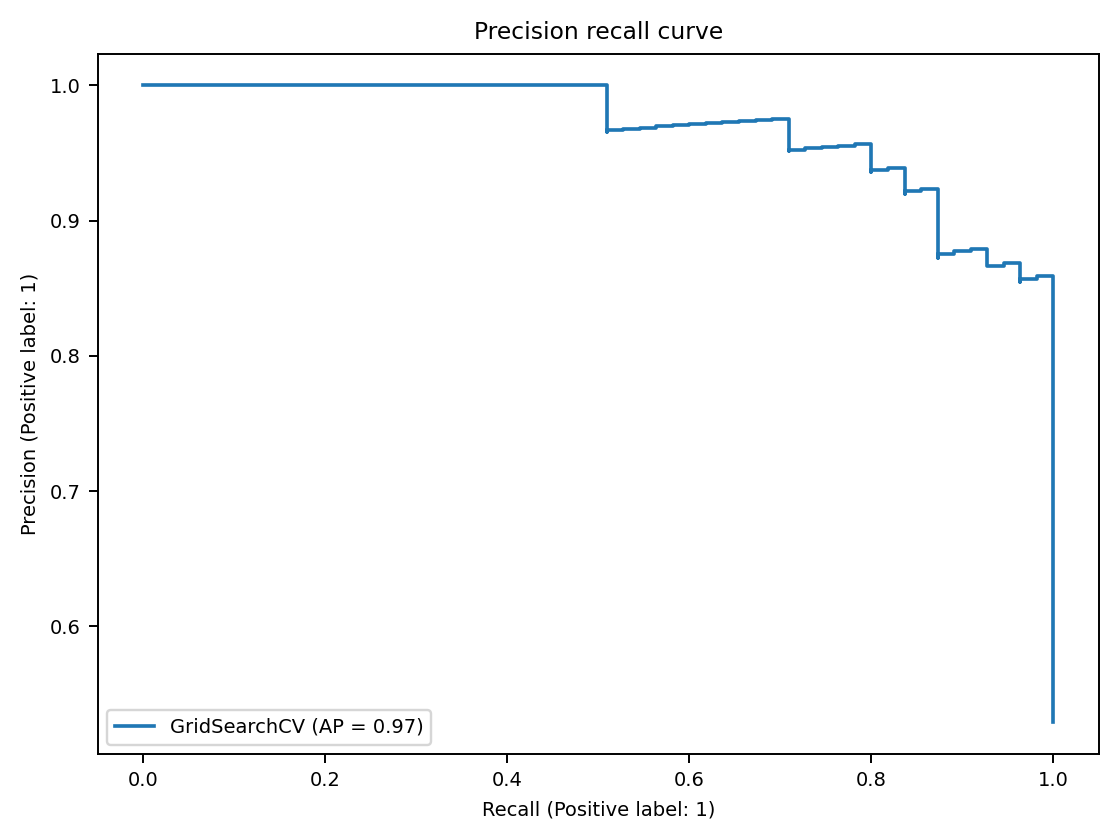 Precision recall curve
1.0
0.9
0.8
0.7
0.6
Precision (Positive label: 1)
GridSearchCV (AP = 0.97)
0.0 0.2 0.4 0.6 0.8 1.0
Recall (Positive label: 1)